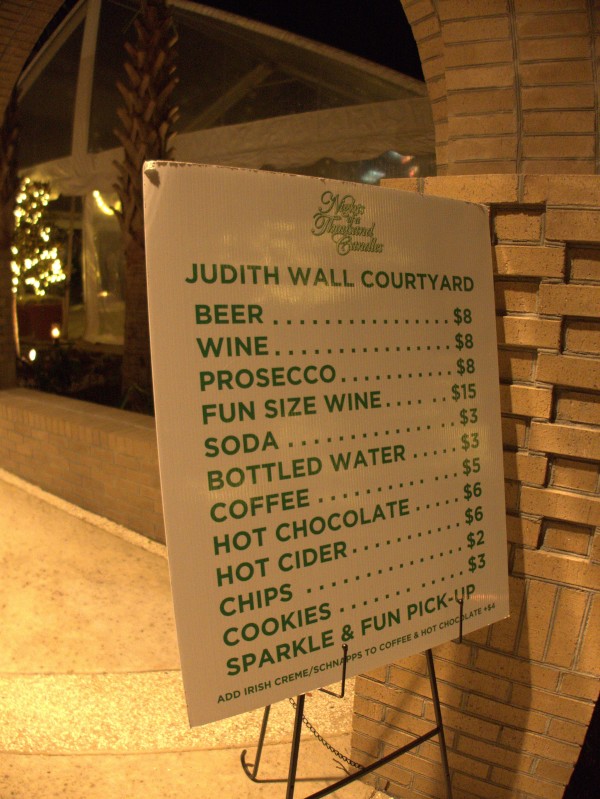 Nights
of a
Thousand
Candles
JUDITH WALL COURTYARD
BEER . . . . . . . . . . . . . . . . . $8
WINE . . . . . . . . . . . . . . . . . $8
PROSECCO . . . . . . . . . . . $8
FUN SIZE WINE . . . . . . $15
SODA . . . . . . . . . . . . . . . . $3
BOTTLED WATER . . . . . $3
COFFEE . . . . . . . . . . . . . . $5
HOT CHOCOLATE . . . . . $6
HOT CIDER . . . . . . . . . . . $6
CHIPS . . . . . . . . . . . . . . . $2
COOKIES . . . . . . . . . . . . $3
SPARKLE & FUN PICK-UP
ADD IRISH CREME/SCHNAPPS TO COFFEE & HOT CHOCOLATE +$4